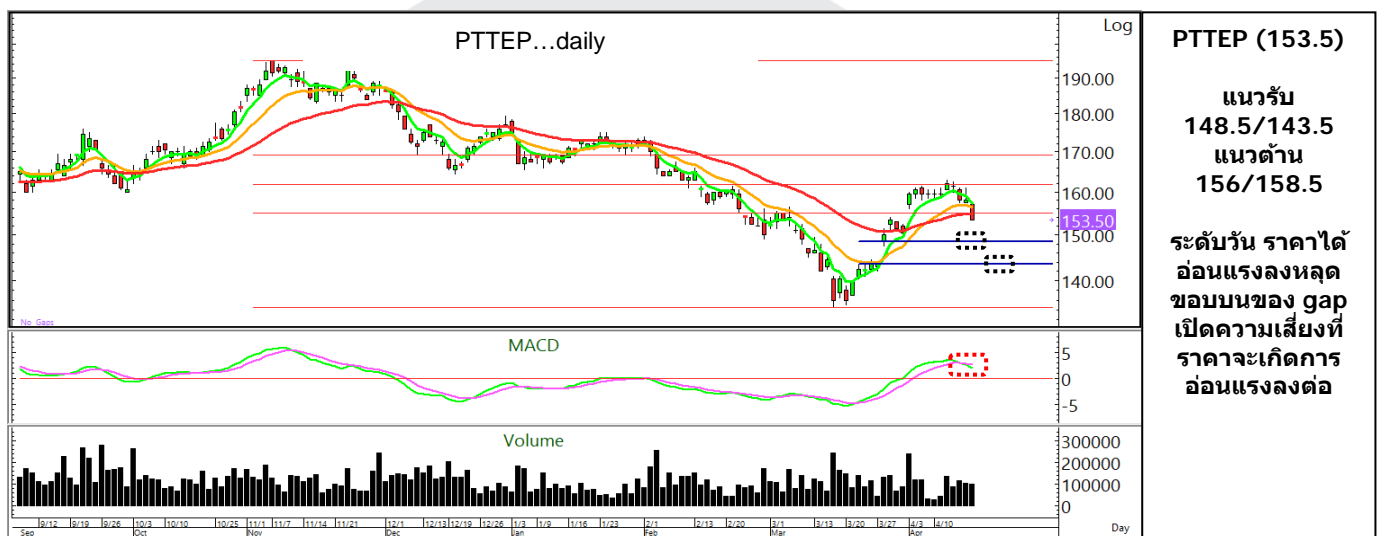 PTTEP...daily
Log
190.00
180.00
170.00
160.00
153.50
150.00
140.00
No Gaps
MACD
5
0
-5
Volume
300000
200000
100000
0
9/12 9/19 9/26 10/3 10/10 10/25 11/1 11/7 11/14 11/21 12/1 12/13 12/19 12/26 1/3 1/9 1/16 1/23 2/1 2/13 2/20 3/1 3/13 3/20 3/27 4/3 4/10
Sep Oct Nov Dec Jan Feb Mar Apr Day
PTTEP (153.5)
แนวรับ
148.5/143.5
แนวต้าน
156/158.5
ระดับวัน ราคาได้
อ่อนแรงลงหลุด
ขอบบนของ gap
เปิดความเสี่ยงที่
ราคาจะเกิดการ
อ่อนแรงลงต่อ